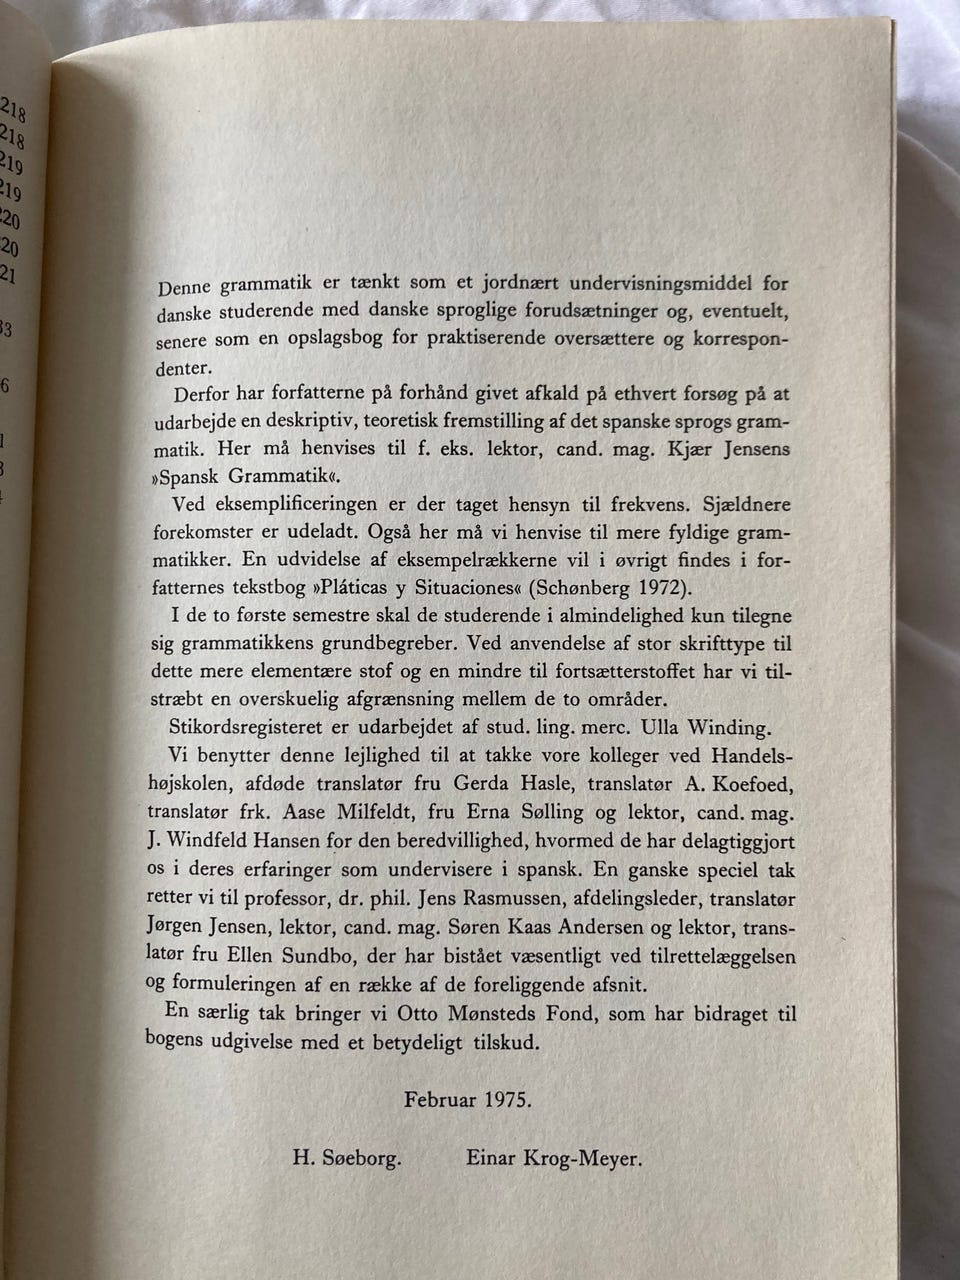 218
218
219
219
220
20
21
33
6
1
3
Denne grammatik er tænkt som et jordnært undervisningsmiddel for
danske studerende med danske sproglige forudsætninger og, eventuelt,
senere som en opslagsbog for praktiserende oversættere og korrespon-
denter.
Derfor har forfatterne på forhånd givet afkald på ethvert forsøg på at
udarbejde en deskriptiv, teoretisk fremstilling af det spanske sprogs gram-
matik. Her må henvises til f. eks. lektor, cand. mag. Kjær Jensens
»Spansk Grammatik«.
Ved eksemplificeringen er der taget hensyn til frekvens. Sjældnere
forekomster er udeladt. Også her må vi henvise til mere fyldige gram-
matikker. En udvidelse af eksempelrækkerne vil i øvrigt findes i for-
fatternes tekstbog »Pláticas y Situaciones« (Schønberg 1972).
I de to første semestre skal de studerende i almindelighed kun tilegne
sig grammatikkens grundbegreber. Ved anvendelse af stor skrifttype til
dette mere elementære stof og en mindre til fortsætterstoffet har vi til-
stræbt en overskuelig afgrænsning mellem de to områder.
Stikordsregisteret er udarbejdet af stud. ling. merc. Ulla Winding.
Vi benytter denne lejlighed til at takke vore kolleger ved Handels-
højskolen, afdøde translatør fru Gerda Hasle, translatør A. Koefoed,
translatør frk. Aase Milfeldt, fru Erna Sølling og lektor, cand. mag.
J. Windfeld Hansen for den beredvillighed, hvormed de har delagtiggjort
os i deres erfaringer som undervisere i spansk. En ganske speciel tak
retter vi til professor, dr. phil. Jens Rasmussen, afdelingsleder, translatør
Jørgen Jensen, lektor, cand. mag. Søren Kaas Andersen og lektor, trans-
latør fru Ellen Sundbo, der har bistået væsentligt ved tilrettelæggelsen
og formuleringen af en række af de foreliggende afsnit.
En særlig tak bringer vi Otto Mønsteds Fond, som har bidraget til
bogens udgivelse med et betydeligt tilskud.
Februar 1975.
H. Søeborg. Einar Krog-Meyer.